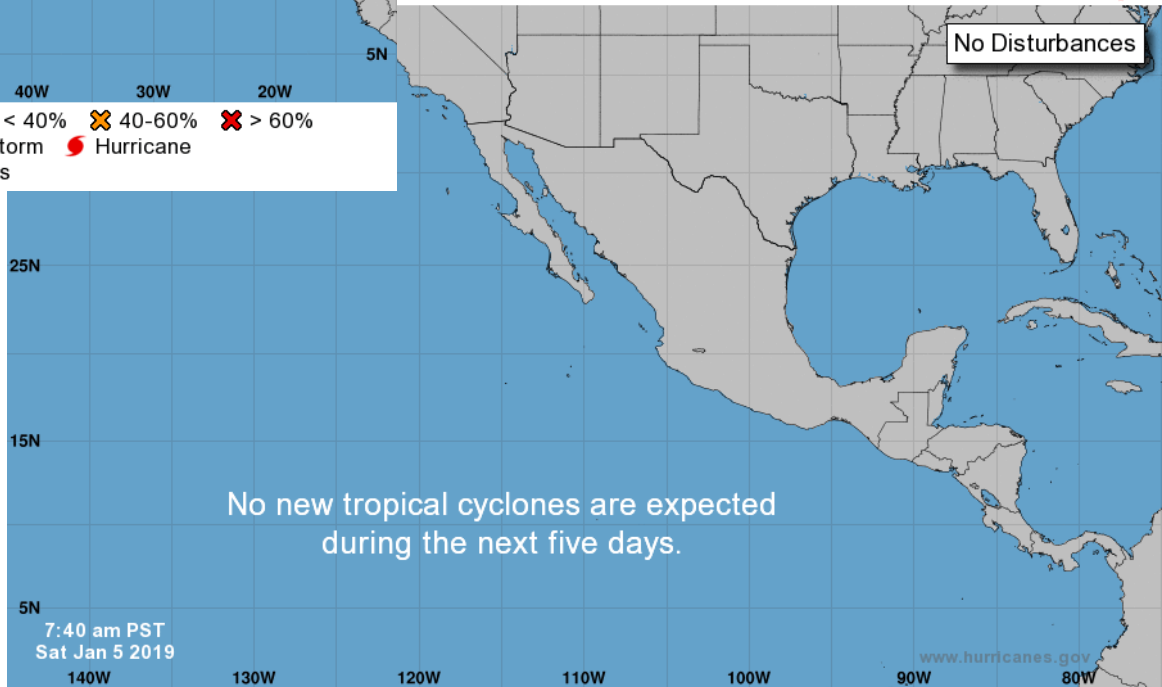 No Disturbances
5N
40W 30W 20W
< 40% 40-60% > 60%
torm Hurricane
s
25N
15N
No new tropical cyclones are expected
during the next five days.
5N
7:40 am PST
Sat Jan 5 2019
www.hurricanes.gov
140W 130W 120W 110W 100W 90W 80W